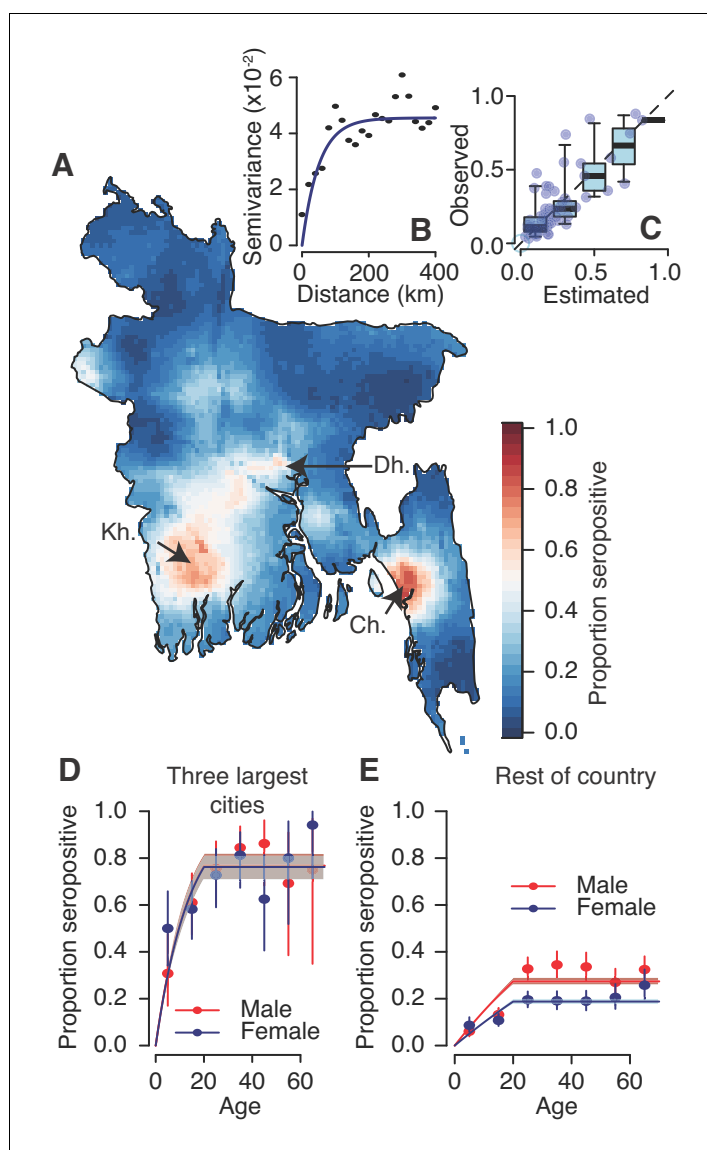 A
Semivariance (x10-2)
6
4
2
0
0
200
400
Distance (km)
B
Observed
1.0
0.5
0.0
0.0
0.5
1.0
Estimated
C
Dh.
Kh.
Ch.
1.0
0.8
0.6
0.4
0.2
0.0
Proportion seropositive
D
Three largest
cities
Proportion seropositive
1.0
0.8
0.6
0.4
0.2
0.0
Male
Female
0
20
40
60
Age
E
Rest of country
Proportion seropositive
1.0
0.8
0.6
0.4
0.2
0.0
Male
Female
0
20
40
60
Age